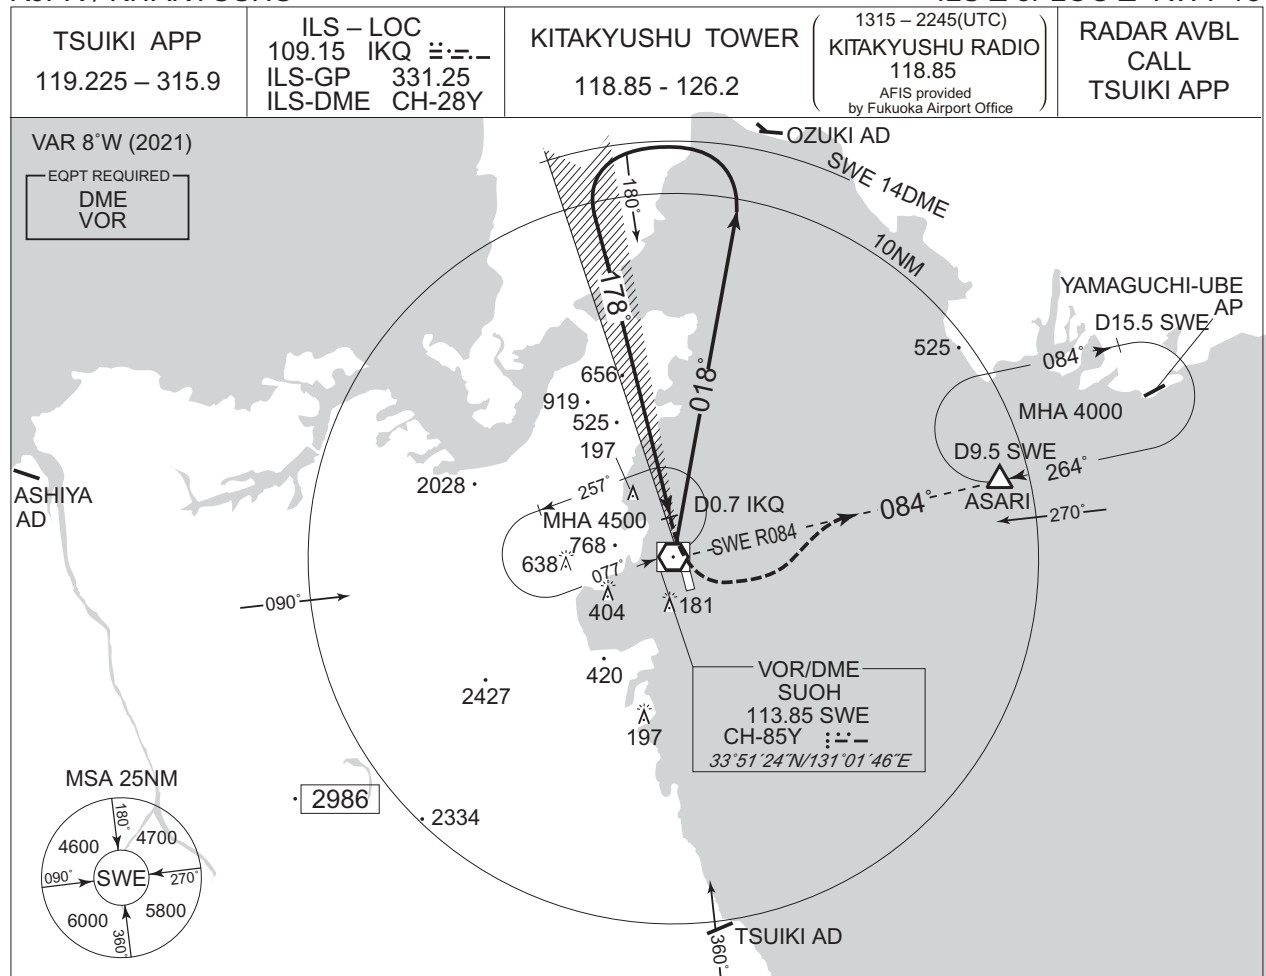 TSUIKI APP
119.225 – 315.9
ILS – LOC
109.15 IKQ
ILS-GP 331.25
ILS-DME CH-28Y
KITAKYUSHU TOWER
118.85 - 126.2
1315 – 2245(UTC)
KITAKYUSHU RADIO
118.85
AFIS provided
by Fukuoka Airport Office
RADAR AVBL
CALL
TSUIKI APP
VAR 8°W (2021)
EQPT REQUIRED
DME
VOR
OZUKI AD
SWE 14DME
10NM
180°
178°
018°
YAMAGUCHI-UBE
AP
D15.5 SWE
525
084°
MHA 4000
D9.5 SWE
264°
ASARI
270°
656
919
525
197
2028
257°
D0.7 IKQ
MHA 4500
SWE R084
084°
768
638
077°
404
181
ASHIYA
AD
090°
420
2427
197
VOR/DME
SUOH
113.85 SWE
CH-85Y
33°51´24˝N/131°01´46˝E
2986
2334
MSA 25NM
180°
4600
4700
090°
SWE
270°
6000
5800
360°
TSUIKI AD
360°